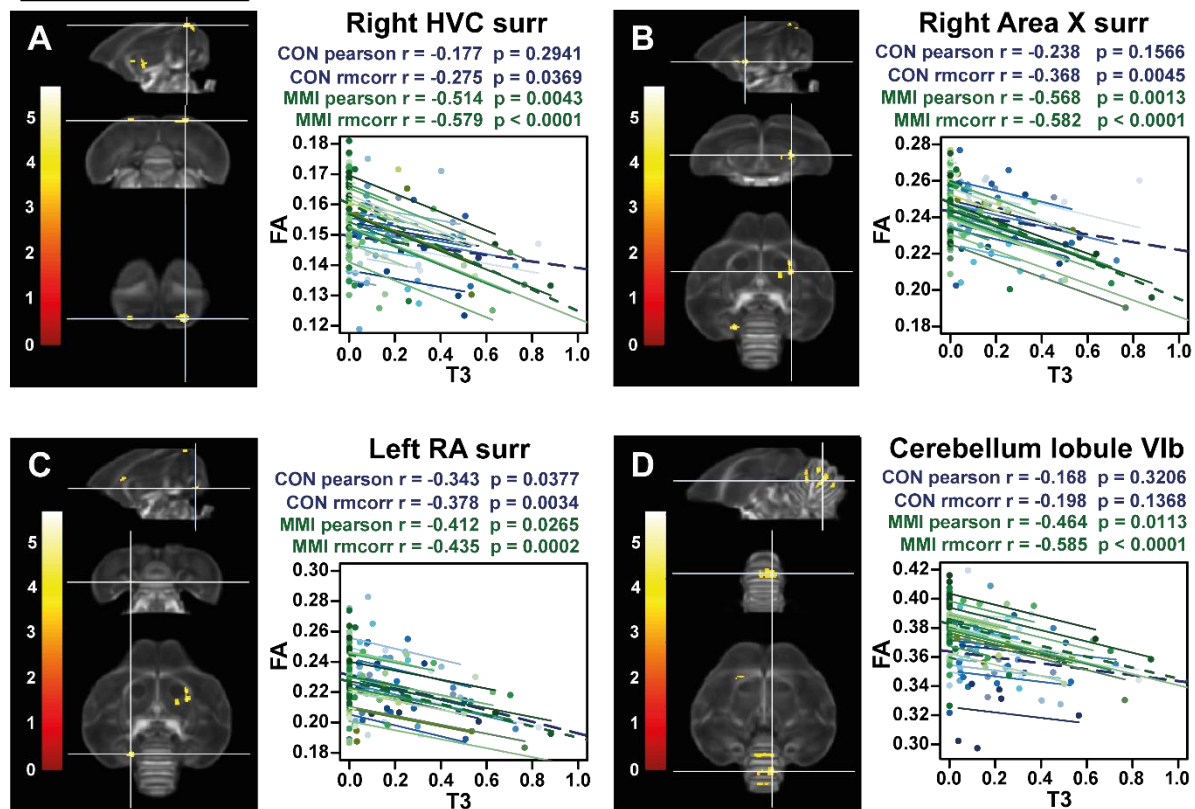 A
5
4
3
2
1
0
Right HVC surr
CON pearson r = -0.177 p = 0.2941
CON rmcorr r = -0.275 p = 0.0369
MMI pearson r = -0.514 p = 0.0043
MMI rmcorr r = -0.579 p < 0.0001
FA
0.18
0.17
0.16
0.15
0.14
0.13
0.12
0.0 0.2 0.4 0.6 0.8 1.0
T3
B
5
4
3
2
1
0
Right Area X surr
CON pearson r = -0.238 p = 0.1566
CON rmcorr r = -0.368 p = 0.0045
MMI pearson r = -0.568 p = 0.0013
MMI rmcorr r = -0.582 p < 0.0001
FA
0.28
0.26
0.24
0.22
0.20
0.18
0.0 0.2 0.4 0.6 0.8 1.0
T3
C
5
4
3
2
1
0
Left RA surr
CON pearson r = -0.343 p = 0.0377
CON rmcorr r = -0.378 p = 0.0034
MMI pearson r = -0.412 p = 0.0265
MMI rmcorr r = -0.435 p = 0.0002
FA
0.30
0.26
0.24
0.22
0.20
0.18
0.0 0.2 0.4 0.6 0.8 1.0
T3
D
5
4
3
2
1
0
Cerebellum lobule VIb
CON pearson r = -0.168 p = 0.3206
CON rmcorr r = -0.198 p = 0.1368
MMI pearson r = -0.464 p = 0.0113
MMI rmcorr r = -0.585 p < 0.0001
FA
0.42
0.40
0.38
0.36
0.34
0.32
0.30
0.0 0.2 0.4 0.6 0.8 1.0
T3